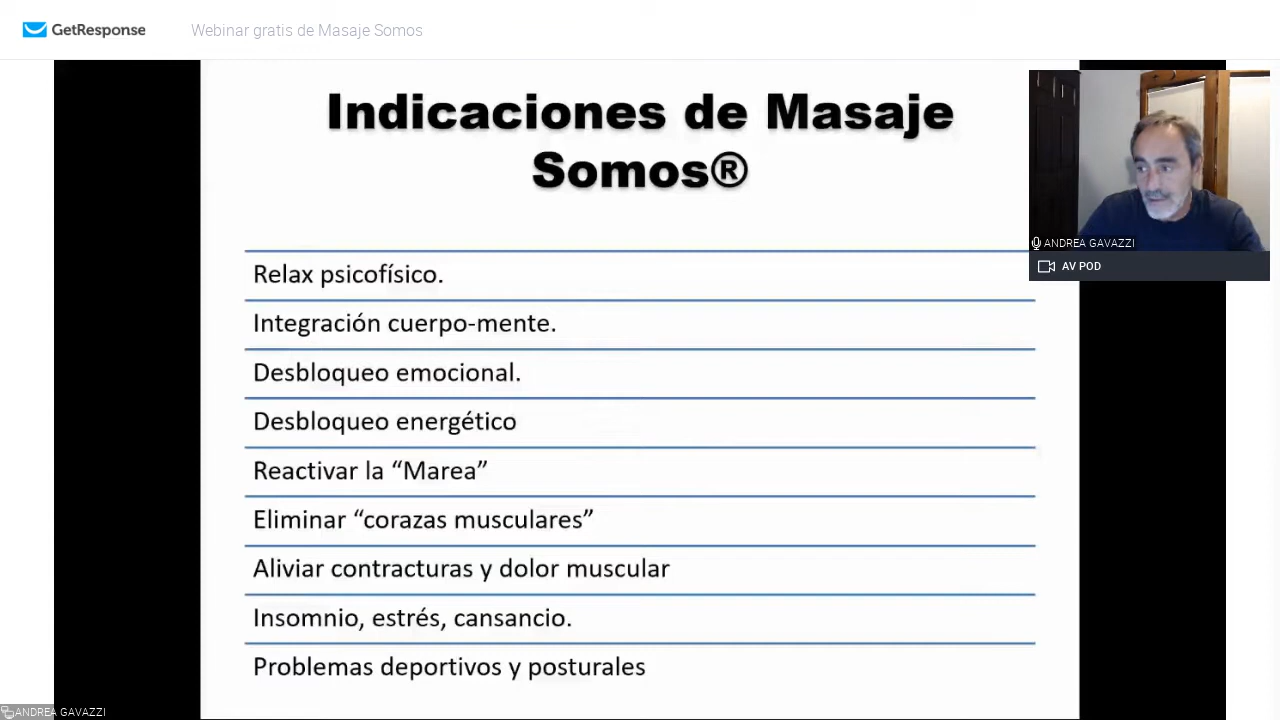 GetResponse
Webinar gratis de Masaje Somos
Indicaciones de Masaje
Somos®
ANDREA GAVAZZI
AV POD
Relax psicofísico.
Integración cuerpo-mente.
Desbloqueo emocional.
Desbloqueo energético
Reactivar la “Marea”
Eliminar “corazas musculares”
Aliviar contracturas y dolor muscular
Insomnio, estrés, cansancio.
Problemas deportivos y posturales
ANDREA GAVAZZI